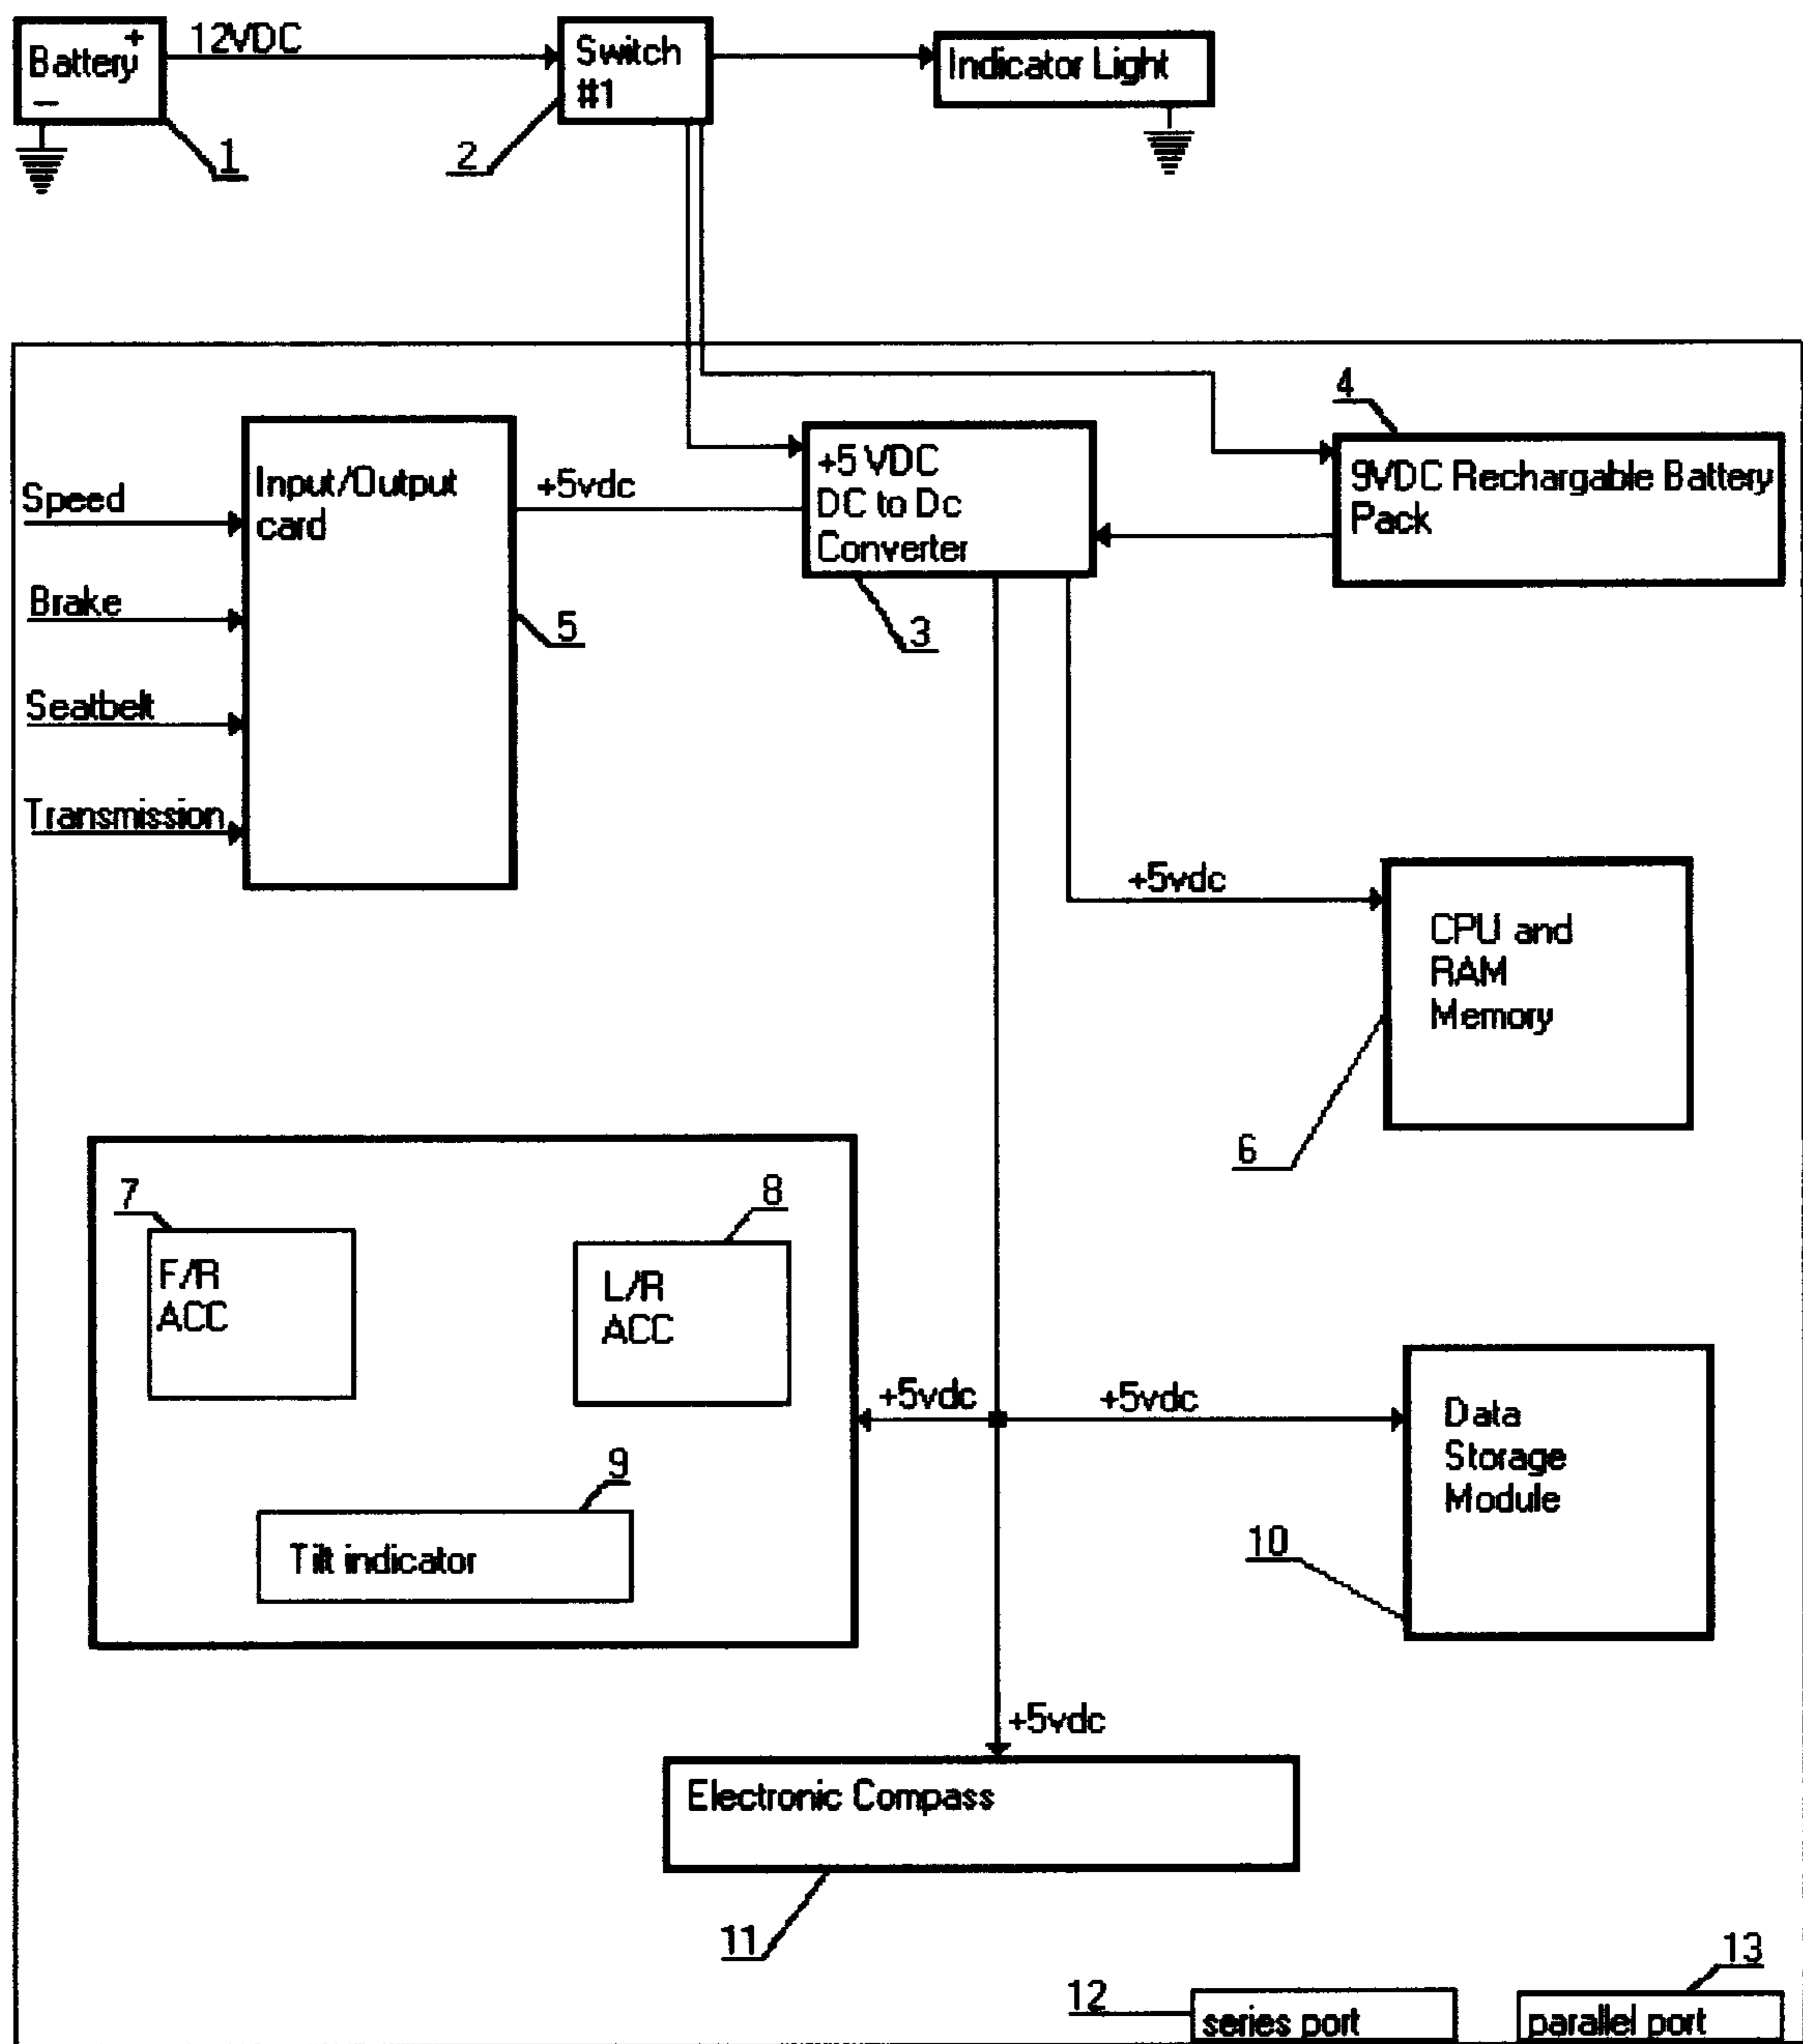 Battery
+
−
12VDC
Switch
#1
Indicator Light
1
2
4
+5 VDC
DC to Dc
Converter
9VDC Rechargable Battery
Pack
Input/Output
card
+5vdc
Speed
Brake
Seatbelt
Transmission
5
3
+5vdc
CPU and
RAM
Memory
6
7
8
F/R
ACC
L/R
ACC
+5vdc
+5vdc
Data
Storage
Module
9
Tilt indicator
10
+5vdc
Electronic Compass
11
12
series port
13
parallel port